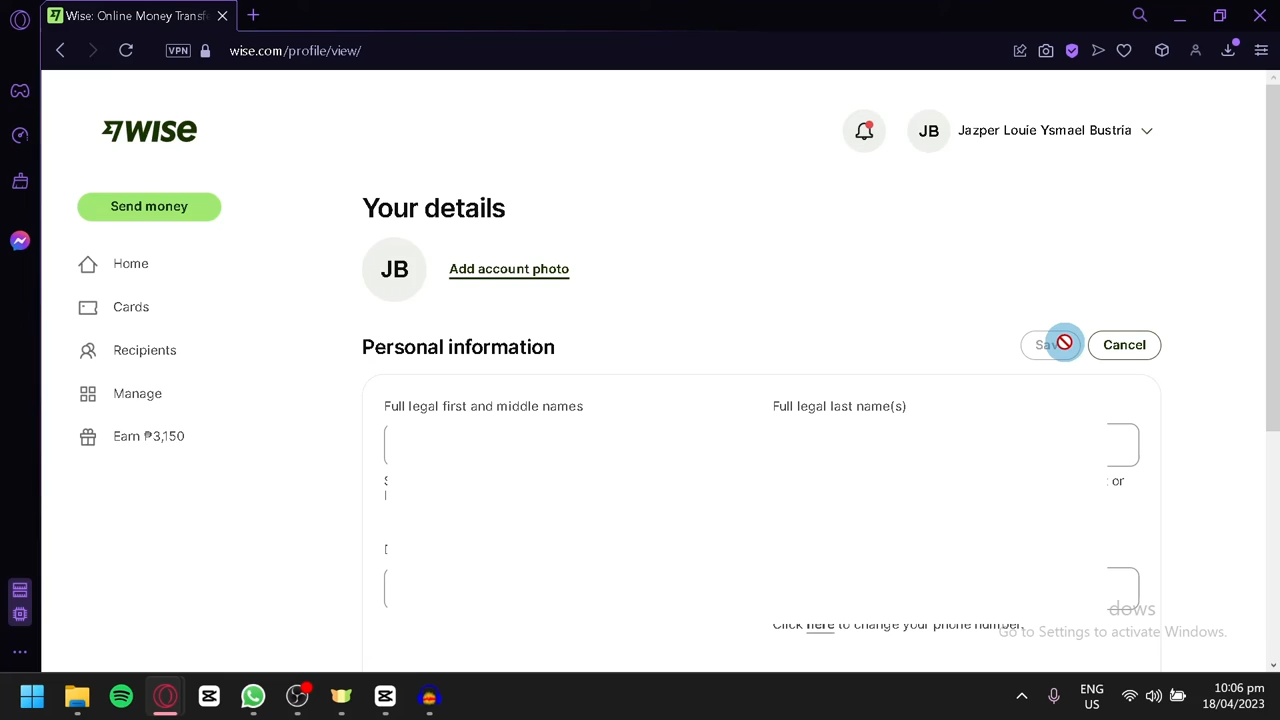 Wise: Online Money Transf
VPN
wise.com/profile/view/
WISE
JB
Jazper Louie Ysmael Bustria
Send money
Home
Cards
Recipients
Manage
Earn ₱3,150
Your details
JB
Add account photo
Personal information
Cancel
Full legal first and middle names
Full legal last name(s)
or
Click here to change your phone number.
dows
Go to Settings to activate Windows.
ENG
US
10:06 pm
18/04/2023